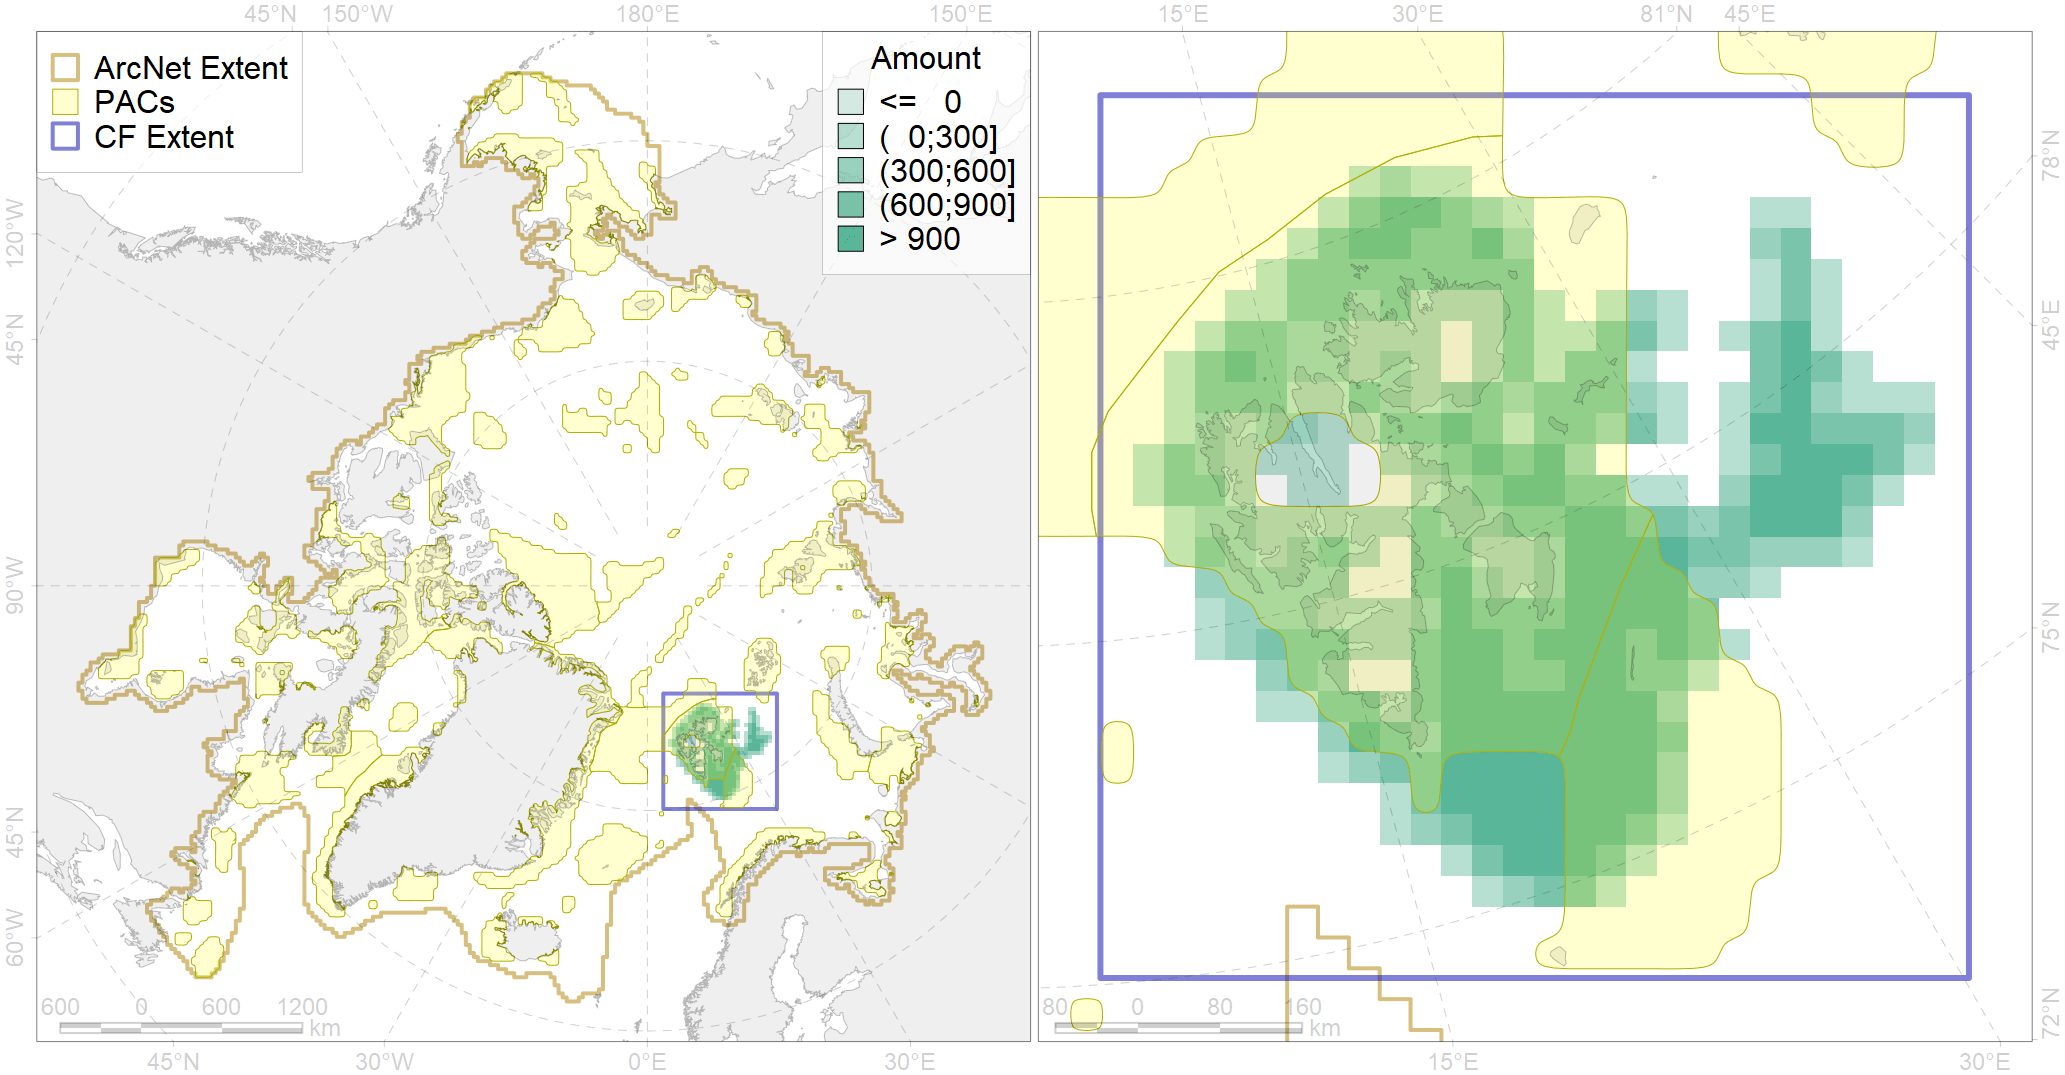 45°N 150°W 180°E 150°E 15°E 30°E 81°N 45°E
ArcNet Extent
PACs
CF Extent
Amount
<= 0
( 0;300]
(300;600]
(600;900]
> 900
120°W
45°N
90°W
45°N
60°W
78°N
45°E
75°N
72°N
600 0 600 1200
km
80 0 80 160
km
45°N 30°W 0°E 30°E 15°E 30°E